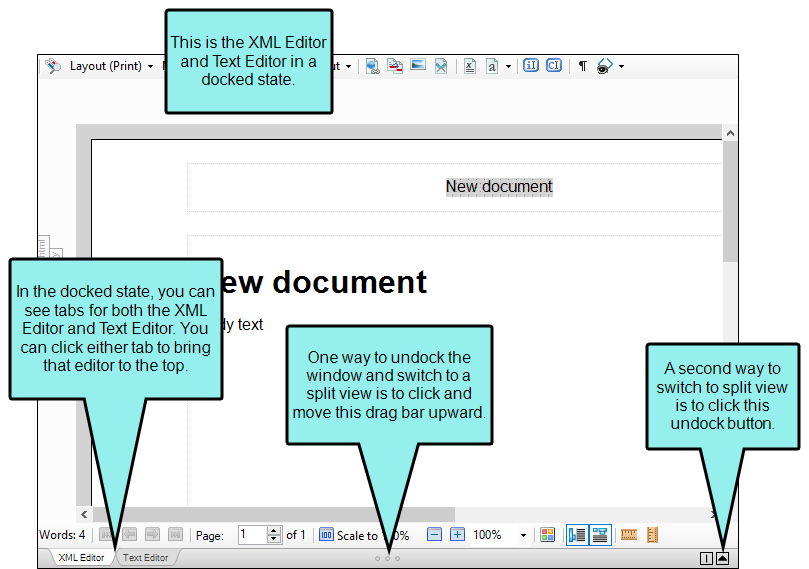 This is the XML Editor
and Text Editor in a
docked state.
Layout (Print)
New document
New document
In the docked state, you can
see tabs for both the XML
Editor and Text Editor. You
can click either tab to bring
that editor to the top.
One way to undock the
window and switch to a
split view is to click and
move this drag bar upward.
A second way to
switch to split view
is to click this
undock button.
Words: 4 Page: 1 of 1 100 Scale to 100%
XML Editor Text Editor